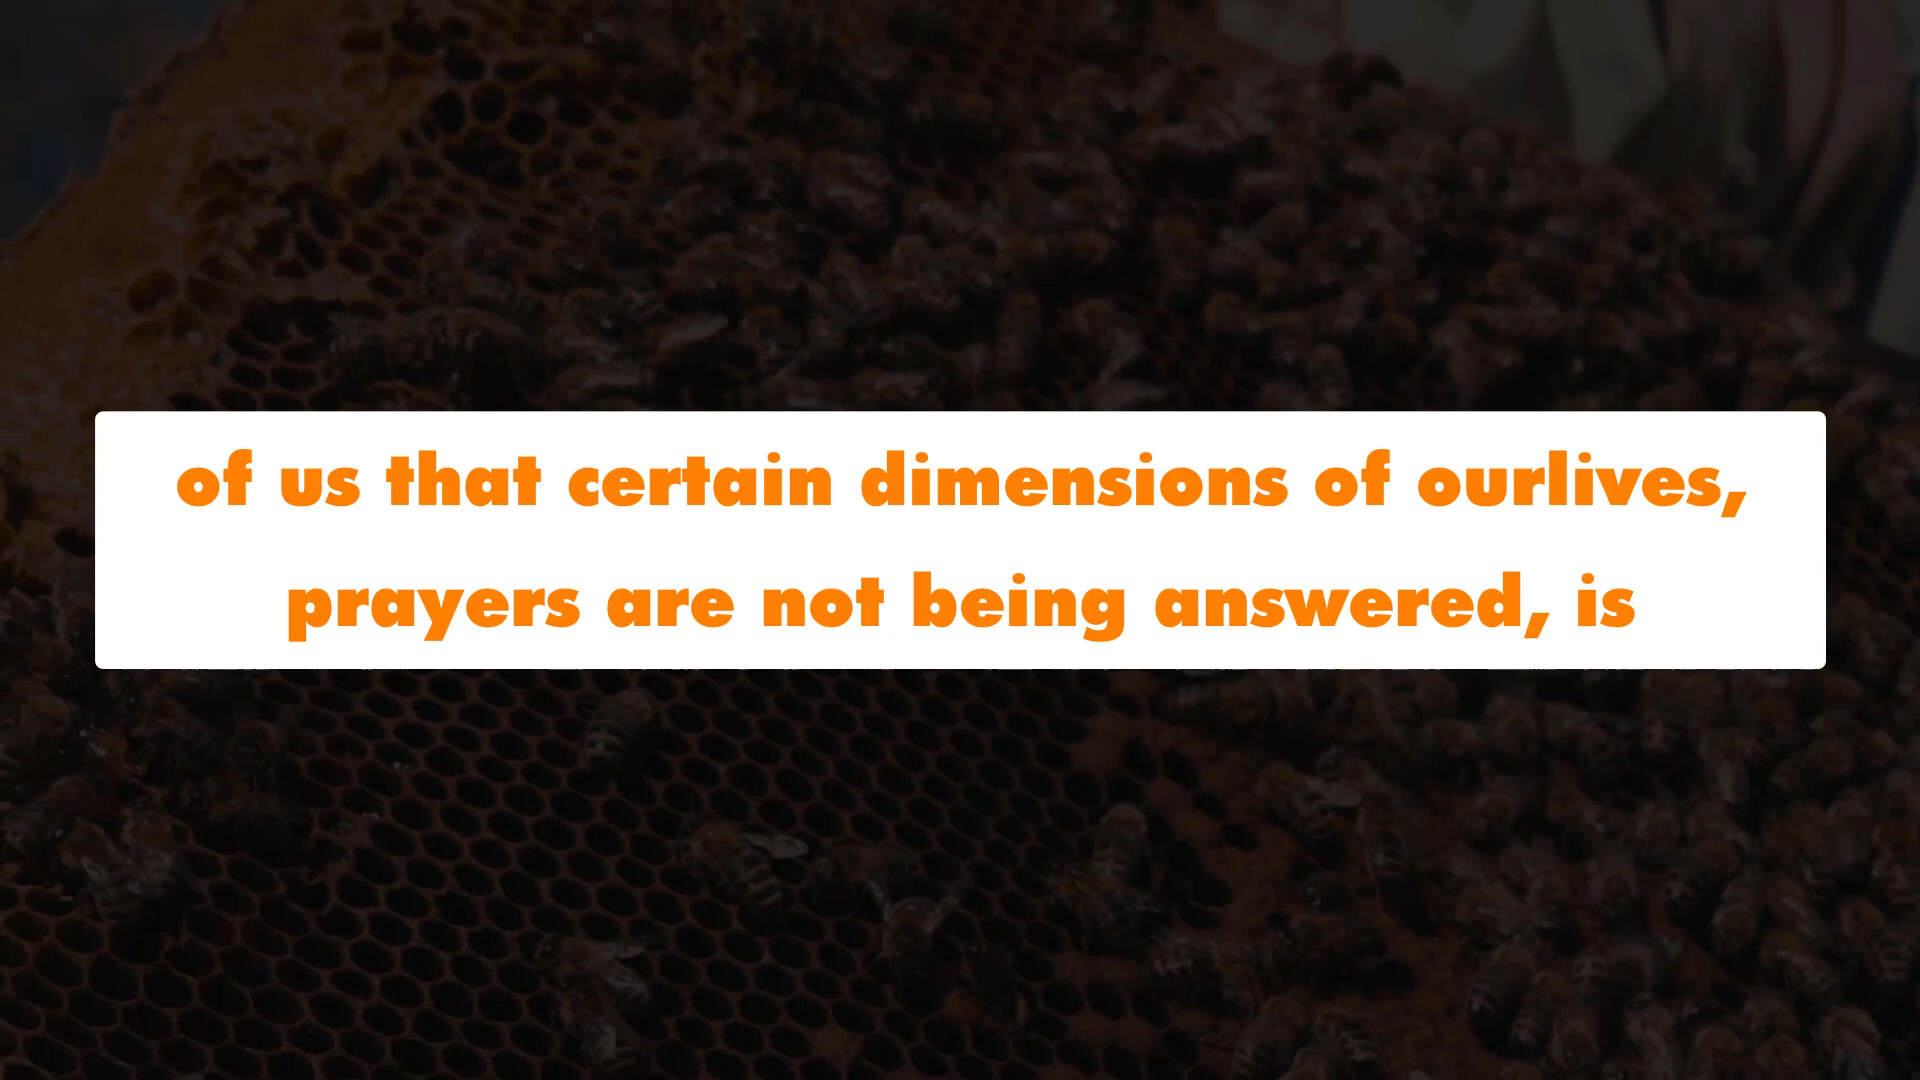 of us that certain dimensions of ourlives,
prayers are not being answered, is